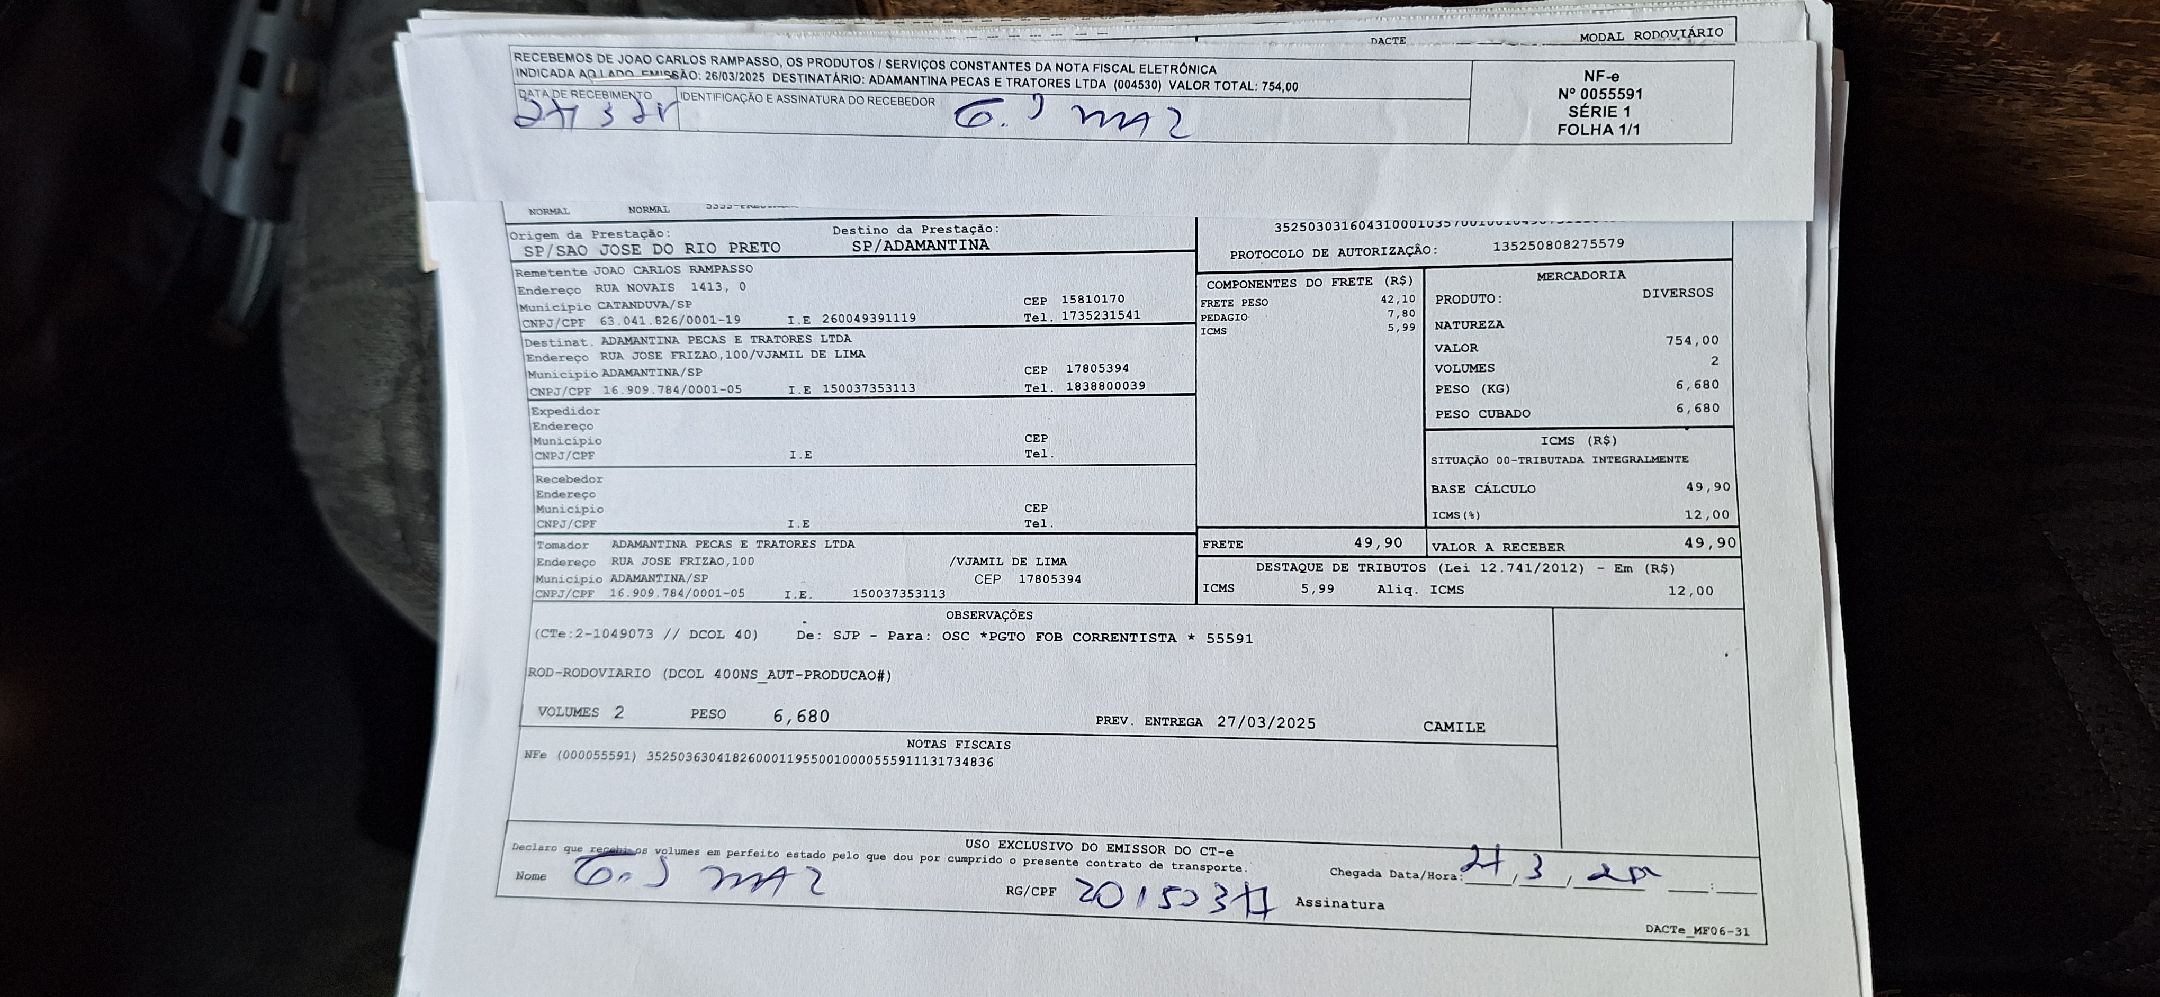 DACTE MODAL RODOVIÁRIO
RECEBEMOS DE JOAO CARLOS RAMPASSO, OS PRODUTOS / SERVIÇOS CONSTANTES DA NOTA FISCAL ELETRÔNICA
INDICADA AO LADO. EMISSÃO: 26/03/2025 DESTINATÁRIO: ADAMANTINA PECAS E TRATORES LTDA (004530) VALOR TOTAL: 754,00
DATA DE RECEBIMENTO IDENTIFICAÇÃO E ASSINATURA DO RECEBEDOR
NF-e
Nº 0055591
SÉRIE 1
FOLHA 1/1
NORMAL NORMAL
Origem da Prestação: Destino da Prestação:
SP/SAO JOSE DO RIO PRETO SP/ADAMANTINA
PROTOCOLO DE AUTORIZAÇÃO: 135250808275579
Remetente JOAO CARLOS RAMPASSO
Endereço RUA NOVAIS 1413, 0
Município CATANDUVA/SP CEP 15810170
CNPJ/CPF 63.041.826/0001-19 I.E 260049391119 Tel. 1735231541
Destinat. ADAMANTINA PECAS E TRATORES LTDA
Endereço RUA JOSE FRIZAO,100/VJAMIL DE LIMA
Município ADAMANTINA/SP CEP 17805394
CNPJ/CPF 16.909.784/0001-05 I.E 150037353113 Tel. 1838800039
Expedidor
Endereço
Município CEP
CNPJ/CPF I.E Tel.
Recebedor
Endereço
Município CEP
CNPJ/CPF I.E Tel.
Tomador ADAMANTINA PECAS E TRATORES LTDA
Endereço RUA JOSE FRIZAO,100 /VJAMIL DE LIMA
Município ADAMANTINA/SP CEP 17805394
CNPJ/CPF 16.909.784/0001-05 I.E. 150037353113
COMPONENTES DO FRETE (R$)
FRETE PESO 42,10
PEDAGIO 7,80
ICMS 5,99
MERCADORIA
PRODUTO: DIVERSOS
NATUREZA
VALOR 754,00
VOLUMES 2
PESO (KG) 6,680
PESO CUBADO 6,680
ICMS (R$)
SITUAÇÃO 00-TRIBUTADA INTEGRALMENTE
BASE CÁLCULO 49,90
ICMS(%) 12,00
FRETE 49,90 VALOR A RECEBER 49,90
DESTAQUE DE TRIBUTOS (Lei 12.741/2012) - Em (R$)
ICMS 5,99 Aliq. ICMS 12,00
OBSERVAÇÕES
(CTe:2-1049073 // DCOL 40) De: SJP - Para: OSC *PGTO FOB CORRENTISTA * 55591
ROD-RODOVIARIO (DCOL 400NS_AUT-PRODUCAO#)
VOLUMES 2 PESO 6,680 PREV. ENTREGA 27/03/2025 CAMILE
NOTAS FISCAIS
NFe (000055591) 35250363041826000119550010000555911131734836
USO EXCLUSIVO DO EMISSOR DO CT-e
Declaro que recebimos volumes em perfeito estado pelo que dou por cumprido o presente contrato de transporte.
Nome RG/CPF Assinatura Chegada Data/Hora:
DACTe_MF06-31